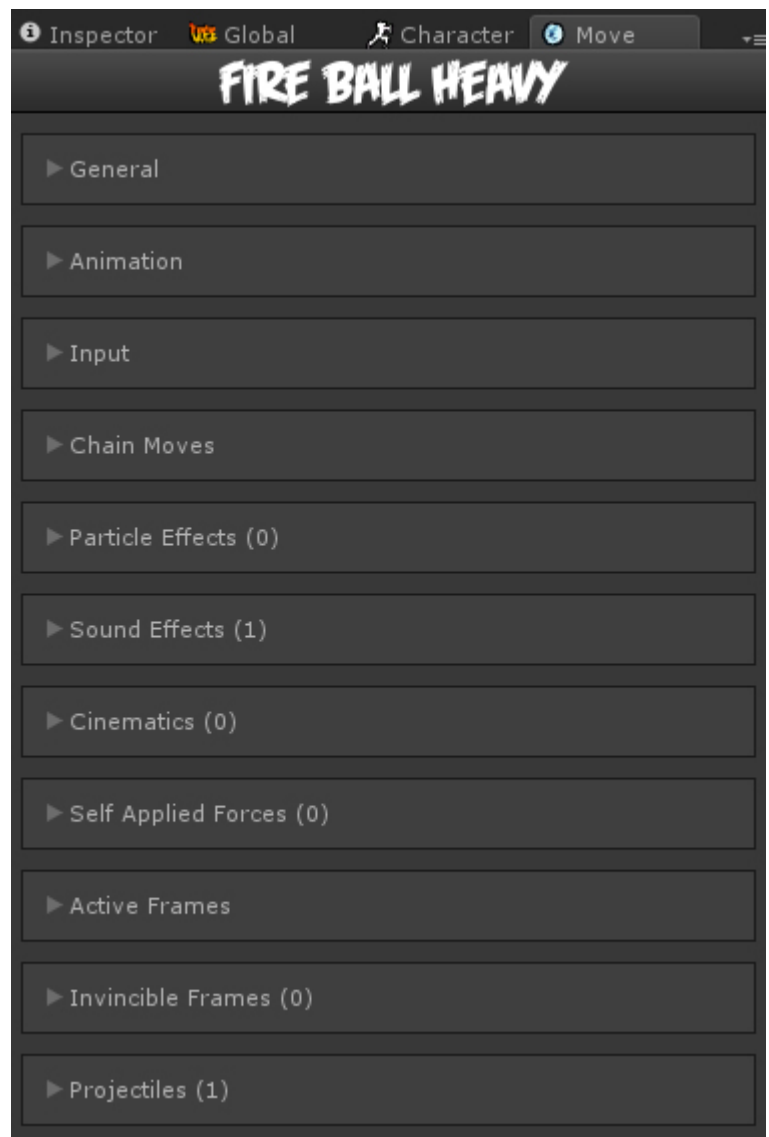 Inspector UFE Global Character Move
FIRE BALL HEAVY
General
Animation
Input
Chain Moves
Particle Effects (0)
Sound Effects (1)
Cinematics (0)
Self Applied Forces (0)
Active Frames
Invincible Frames (0)
Projectiles (1)